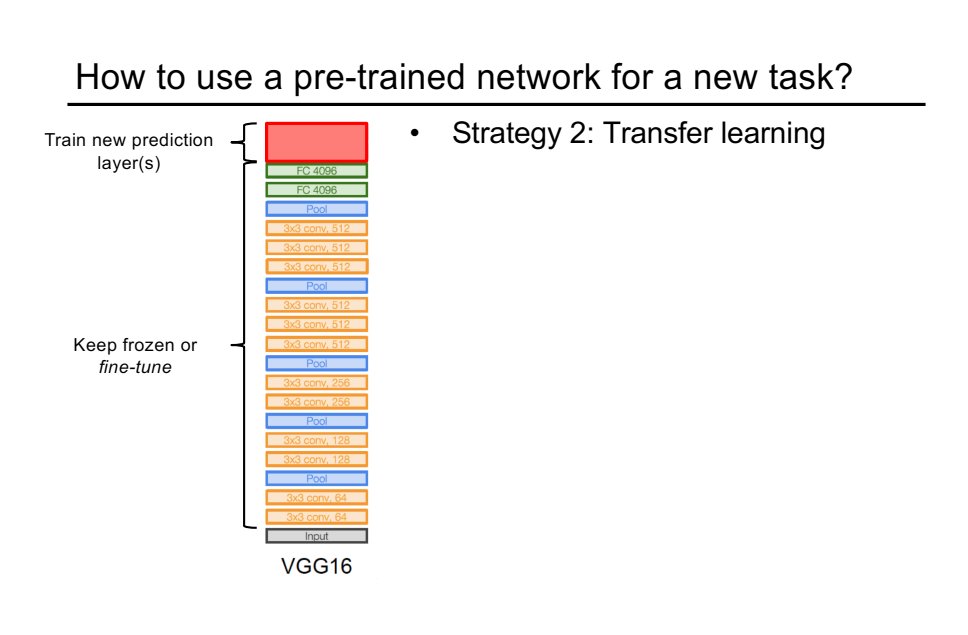 How to use a pre-trained network for a new task?
Train new prediction
layer(s)
• Strategy 2: Transfer learning
FC 4096
FC 4096
Pool
3x3 conv, 512
3x3 conv, 512
3x3 conv, 512
Pool
3x3 conv, 512
3x3 conv, 512
3x3 conv, 512
Keep frozen or
fine-tune
Pool
3x3 conv, 256
3x3 conv, 256
Pool
3x3 conv, 128
3x3 conv, 128
Pool
3x3 conv, 64
3x3 conv, 64
Input
VGG16